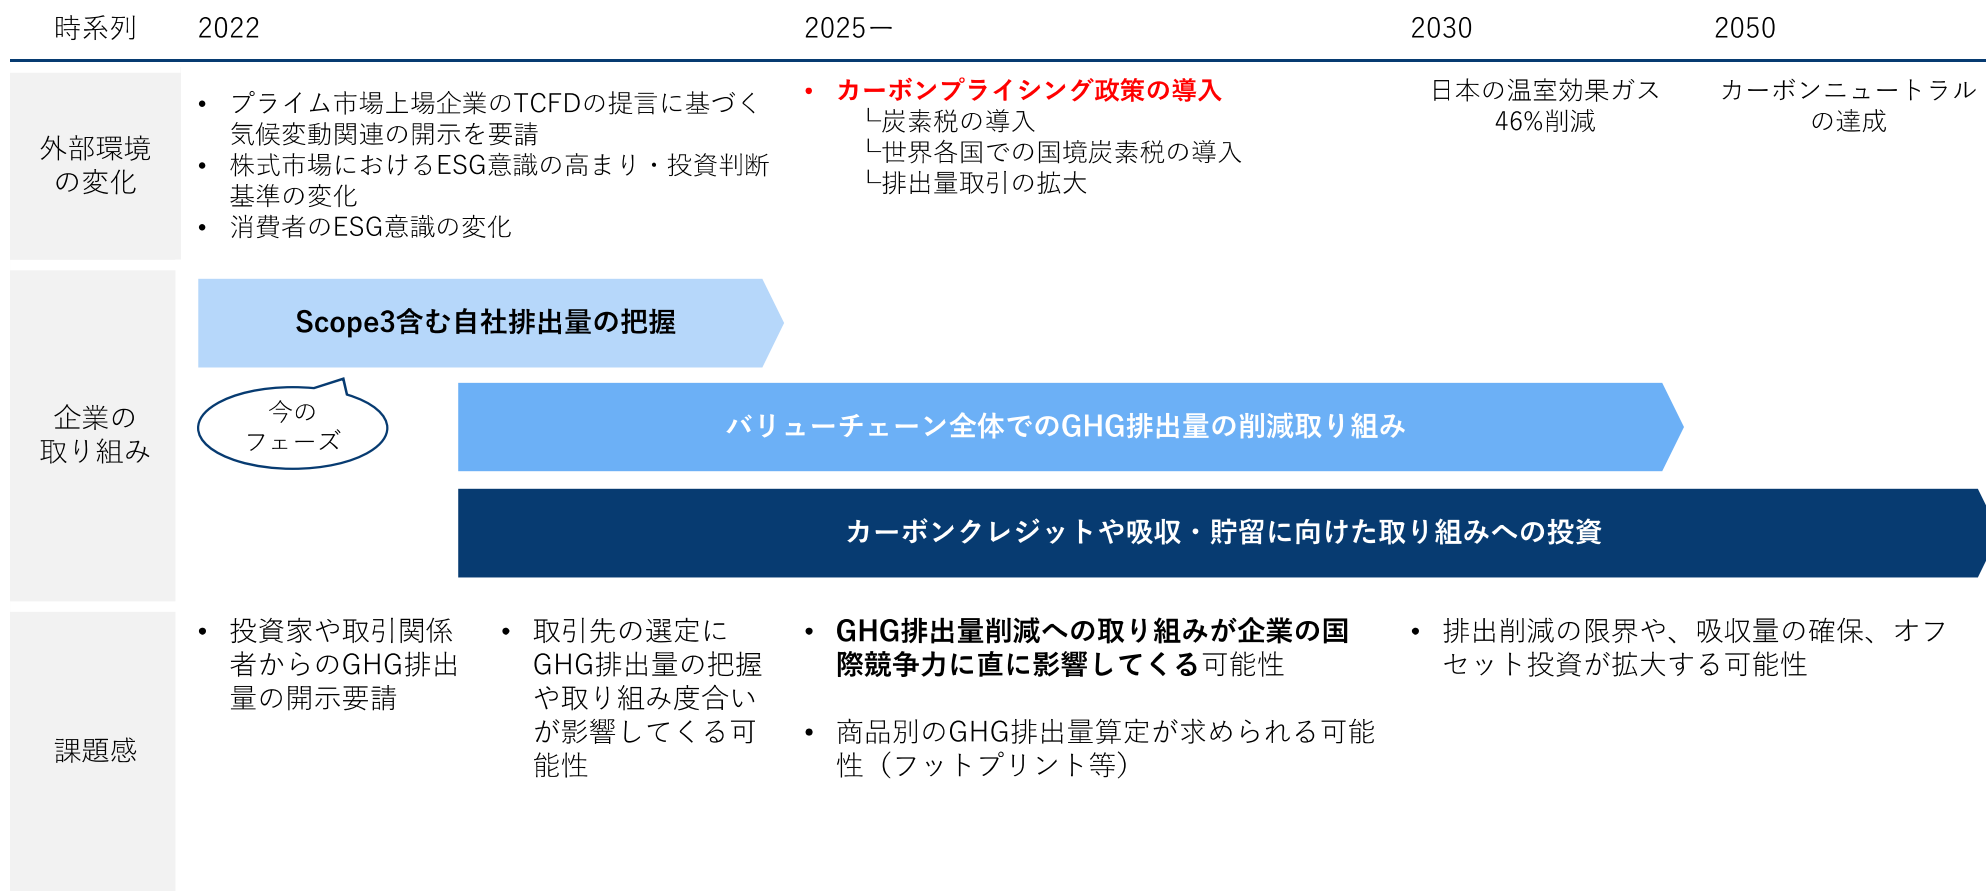 時系列
2022
2025ー
2030
2050
外部環境
の変化
• プライム市場上場企業のTCFDの提言に基づく
気候変動関連の開示を要請
• 株式市場におけるESG意識の高まり・投資判断
基準の変化
• 消費者のESG意識の変化
• カーボンプライシング政策の導入
└炭素税の導入
└世界各国での国境炭素税の導入
└排出量取引の拡大
日本の温室効果ガス
46%削減
カーボンニュートラル
の達成
企業の
取り組み
Scope3含む自社排出量の把握
今の
フェーズ
バリューチェーン全体でのGHG排出量の削減取り組み
カーボンクレジットや吸収・貯留に向けた取り組みへの投資
課題感
• 投資家や取引関係
者からのGHG排出
量の開示要請
• 取引先の選定に
GHG排出量の把握
や取り組み度合い
が影響してくる可
能性
• GHG排出量削減への取り組みが企業の国
際競争力に直に影響してくる可能性
• 商品別のGHG排出量算定が求められる可能
性（フットプリント等）
• 排出削減の限界や、吸収量の確保、オフ
セット投資が拡大する可能性